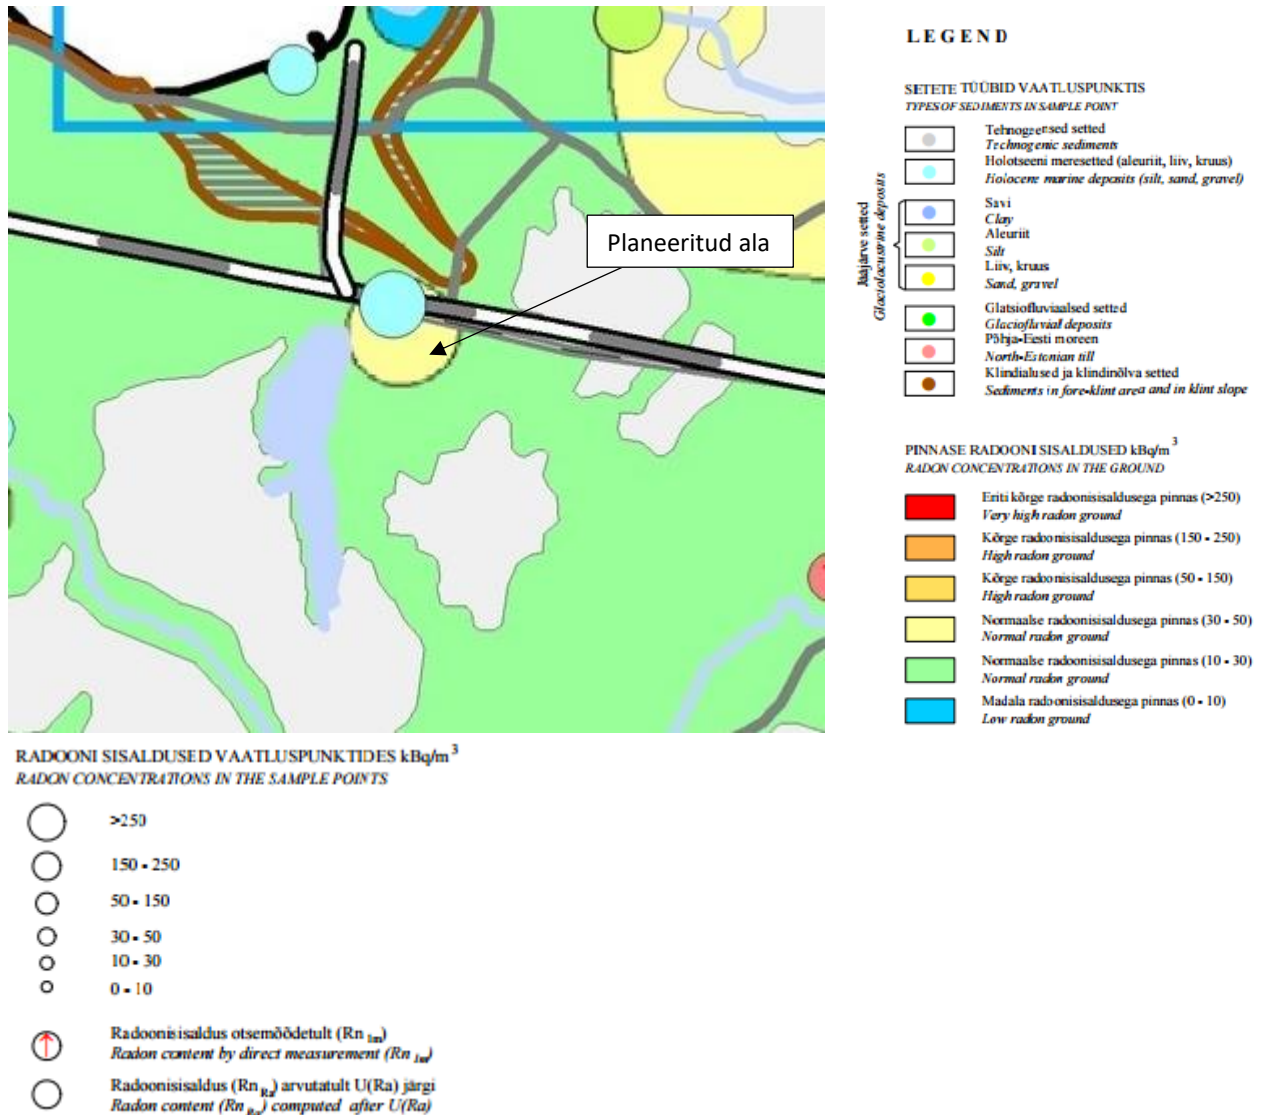 Planeeritud ala
LEGEND
SETETE TÜÜBID VAATLUSPUNKTIS
TYPES OF SEDIMENTS IN SAMPLE POINT
Tehnogeensed setted
Technogenic sediments
Holotseeni meresetted (aleuriit, liiv, kruus)
Holocene marine deposits (silt, sand, gravel)
Jääjärve setted
Glaciolacustrine deposits
Savi
Clay
Aleuriit
Silt
Liiv, kruus
Sand, gravel
Glatsiofluviaalsed setted
Glaciofluvial deposits
Põhja-Eesti moreen
North-Estonian till
Klindialused ja klindinõlva setted
Sediments in fore-klint area and in klint slope
PINNASE RADOONI SISALDUSED kBq/m³
RADON CONCENTRATIONS IN THE GROUND
Eriti kõrge radoonisisaldusega pinnas (>250)
Very high radon ground
Kõrge radoonisisaldusega pinnas (150 - 250)
High radon ground
Kõrge radoonisisaldusega pinnas (50 - 150)
High radon ground
Normaalse radoonisisaldusega pinnas (30 - 50)
Normal radon ground
Normaalse radoonisisaldusega pinnas (10 - 30)
Normal radon ground
Madala radoonisisaldusega pinnas (0 - 10)
Low radon ground
RADOONI SISALDUSED VAATLUSPUNKTIDES kBq/m³
RADON CONCENTRATIONS IN THE SAMPLE POINTS
>250
150 - 250
50 - 150
30 - 50
10 - 30
0 - 10
Radoonisisaldus otsemõõdetult (Rn 1m)
Radon content by direct measurement (Rn 1m)
Radoonisisaldus (Rn Ra) arvutatult U(Ra) järgi
Radon content (Rn Ra) computed after U(Ra)